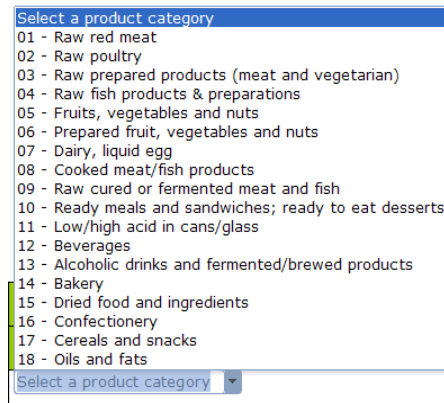 Select a product category
01 - Raw red meat
02 - Raw poultry
03 - Raw prepared products (meat and vegetarian)
04 - Raw fish products & preparations
05 - Fruits, vegetables and nuts
06 - Prepared fruit, vegetables and nuts
07 - Dairy, liquid egg
08 - Cooked meat/fish products
09 - Raw cured or fermented meat and fish
10 - Ready meals and sandwiches; ready to eat desserts
11 - Low/high acid in cans/glass
12 - Beverages
13 - Alcoholic drinks and fermented/brewed products
14 - Bakery
15 - Dried food and ingredients
16 - Confectionery
17 - Cereals and snacks
18 - Oils and fats
Select a product category